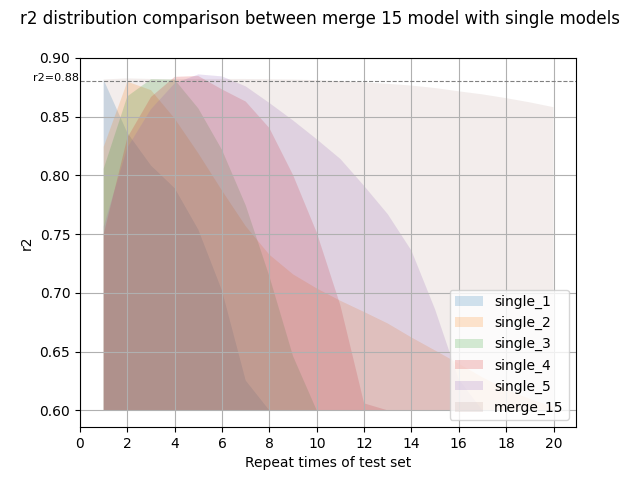 r2 distribution comparison between merge 15 model with single models
0.90
r2=0.88
0.85
0.80
0.75
r2
0.70
0.65
0.60
single_1
single_2
single_3
single_4
single_5
merge_15
0 2 4 6 8 10 12 14 16 18 20
Repeat times of test set